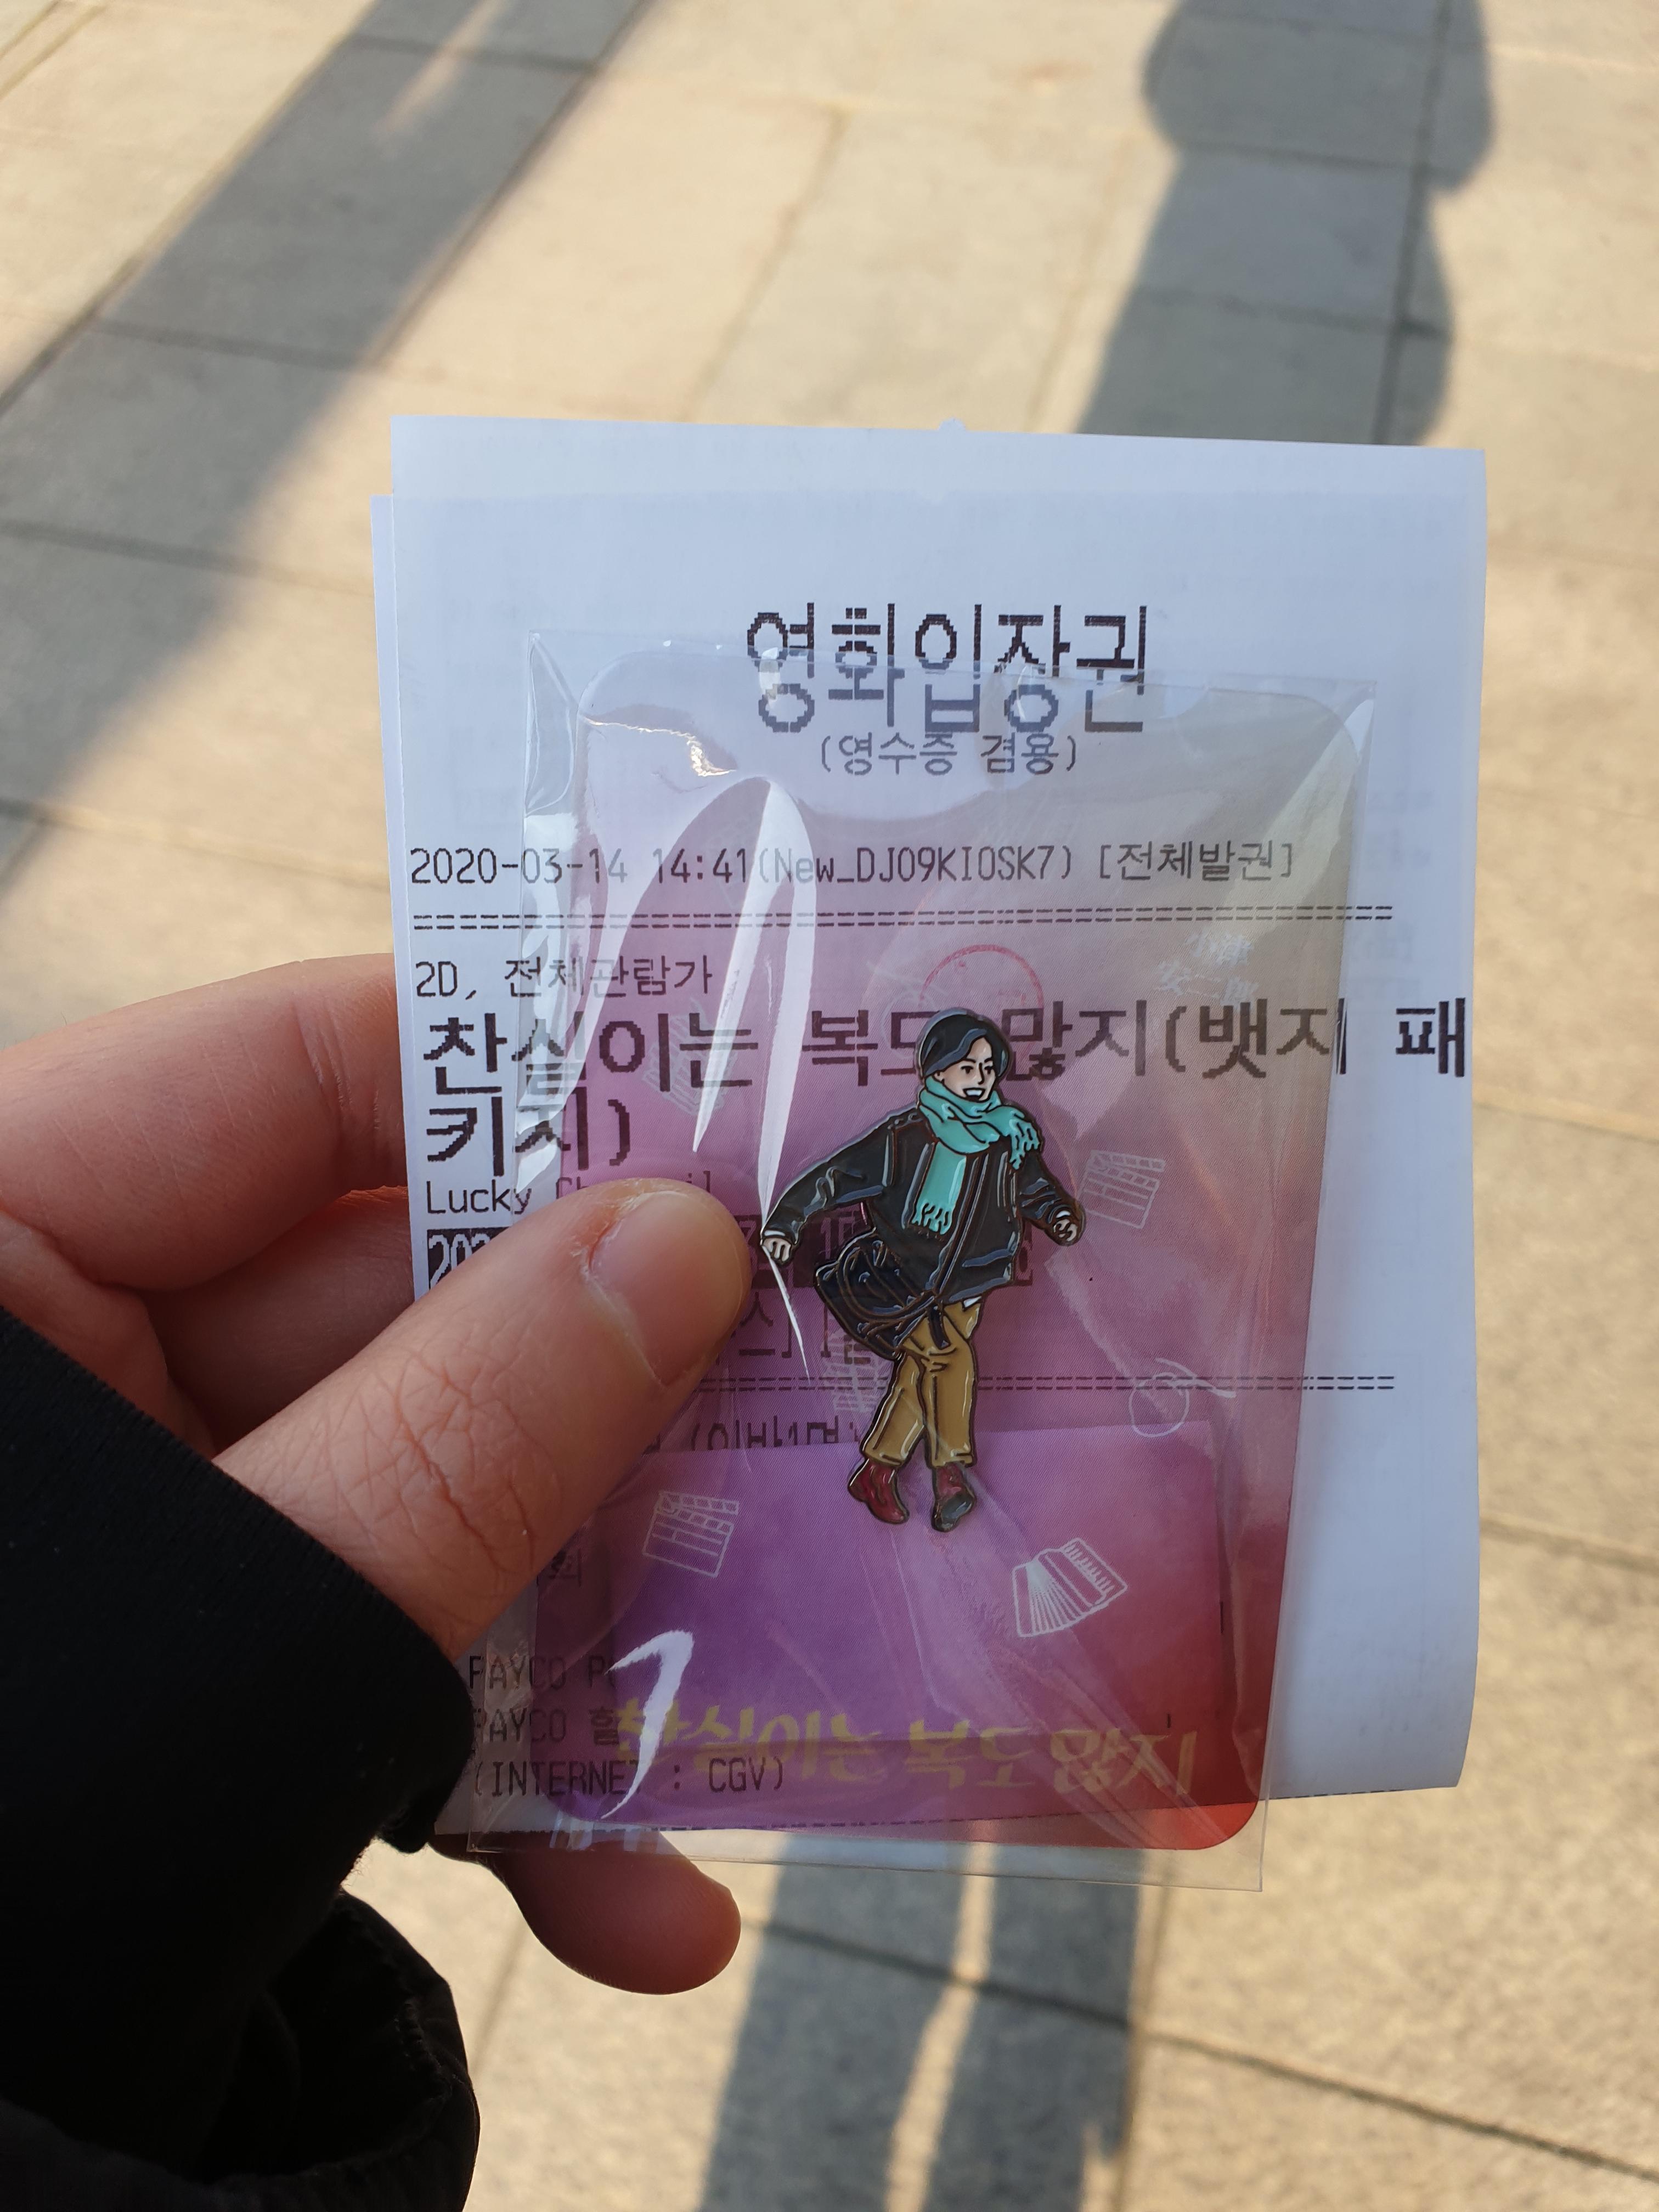 영화입장권
(영수증 겸용)
2020-03-14 14:41(New_DJ09KIOSK7) [전체발권]
2D, 전체관람가
찬실이는 복도 많지(뱃지 패
키지)
Lucky
PAYCO
PAYCO
찬실이는 복도 많지
(INTERNET : CGV)